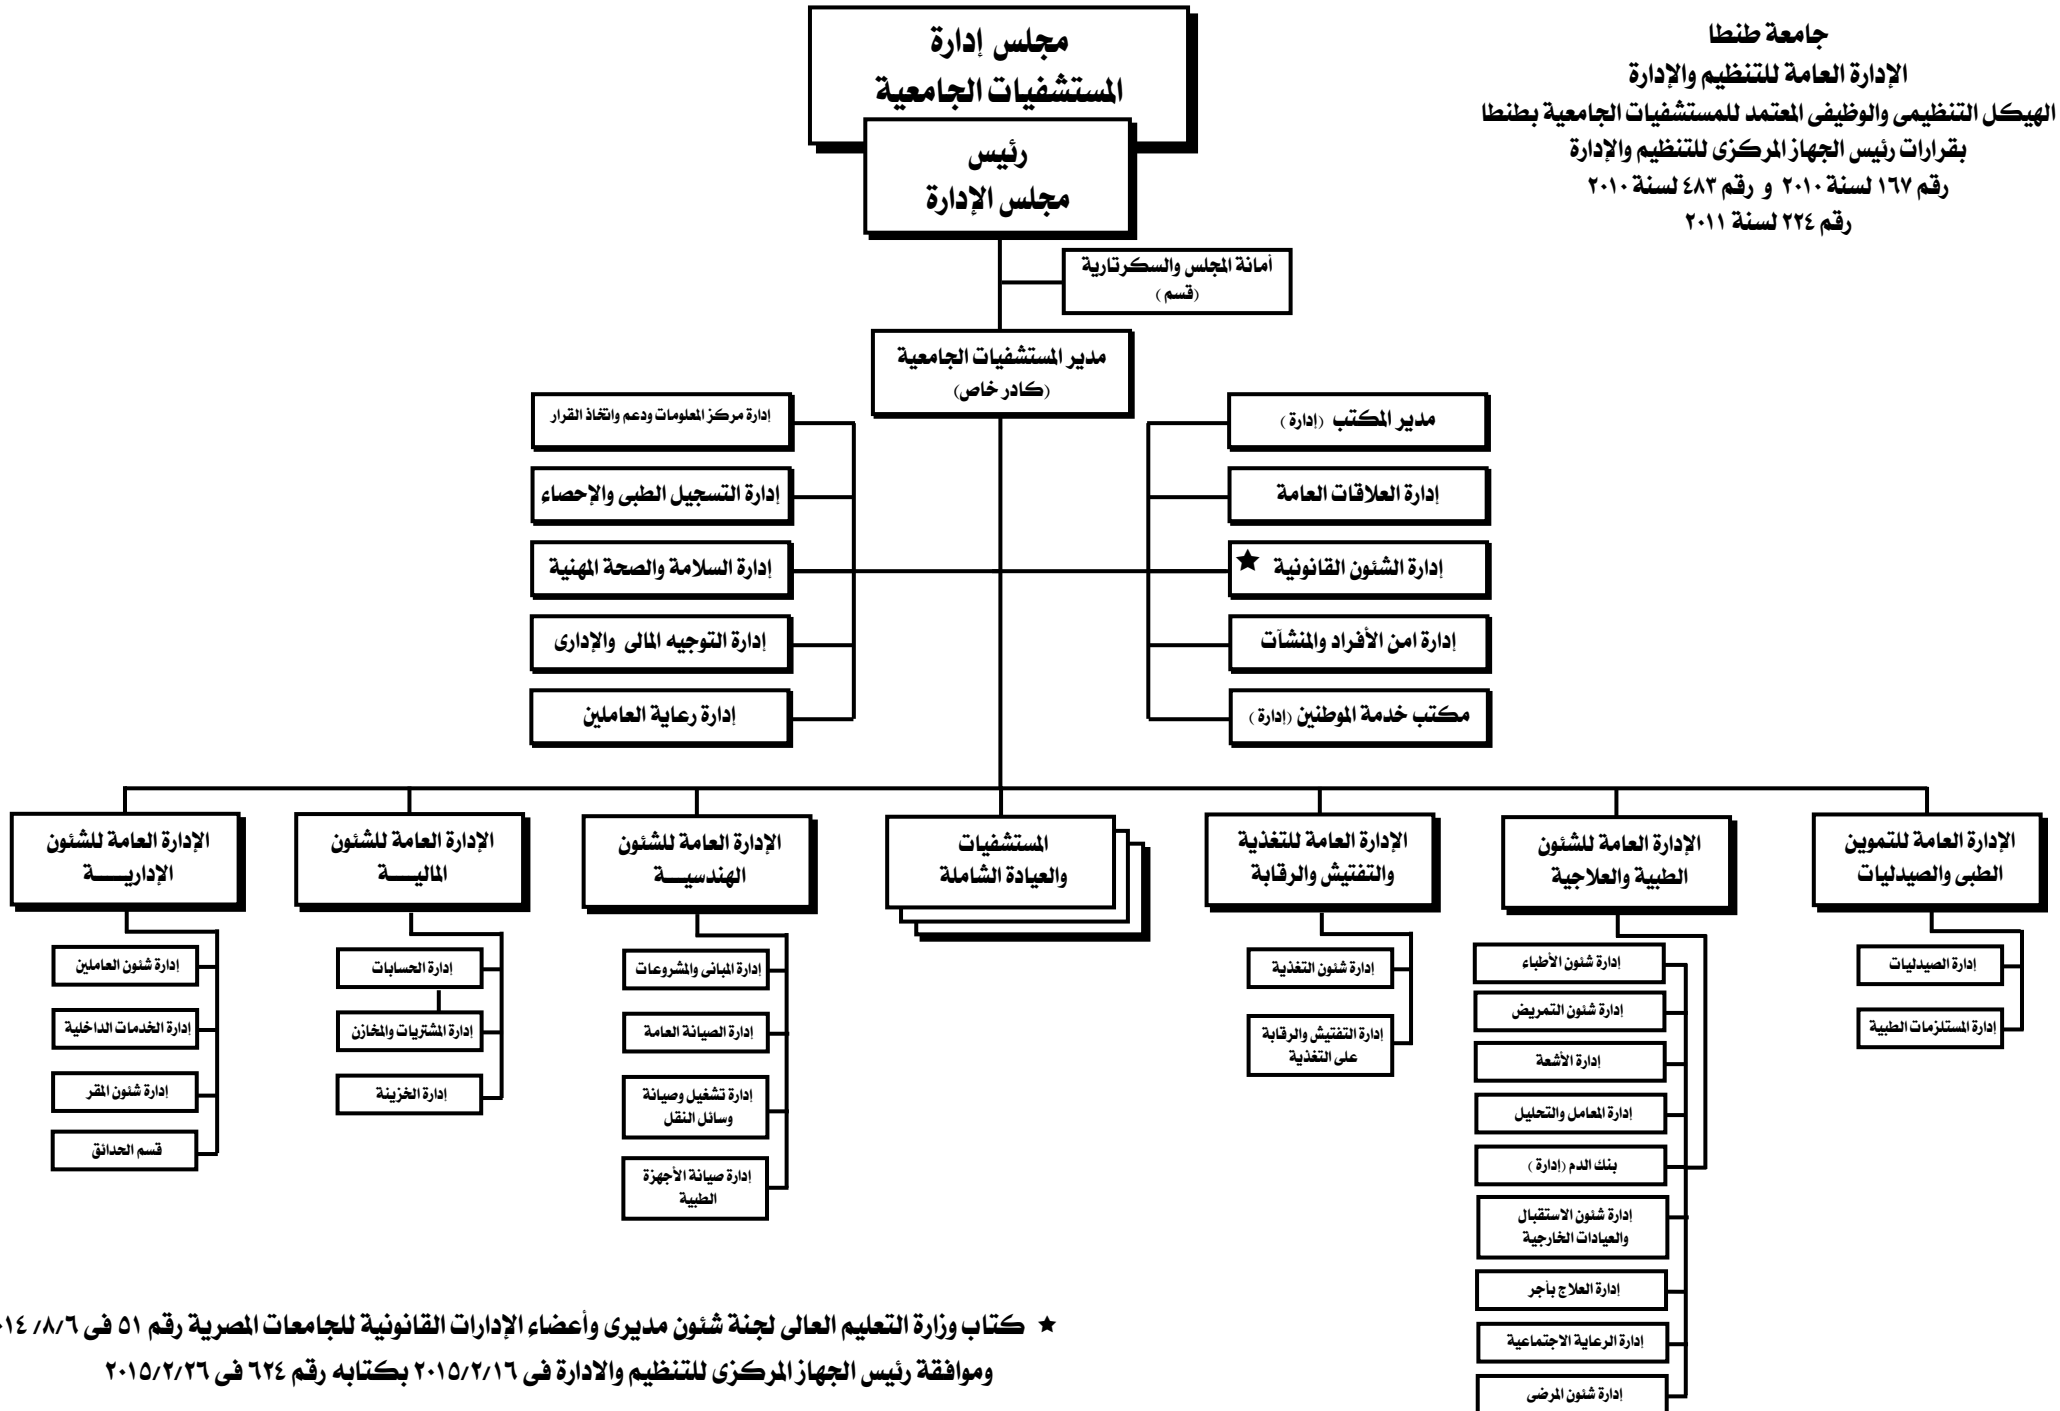 جامعة طنطا
الإدارة العامة للتنظيم والإدارة
الهيكل التنظيمى والوظيفى المعتمد للمستشفيات الجامعية بطنطا
بقرارات رئيس الجهاز المركزى للتنظيم والإدارة
رقم ١٦٧ لسنة ٢٠١٠ و رقم ٤٨٣ لسنة ٢٠١٠
رقم ٢٢٤ لسنة ٢٠١١
مجلس إدارة
المستشفيات الجامعية
رئيس
مجلس الإدارة
أمانة المجلس والسكرتارية
(قسم)
مدير المستشفيات الجامعية
(كادر خاص)
مدير المكتب (إدارة)
إدارة العلاقات العامة
إدارة الشئون القانونية ★
إدارة امن الأفراد والمنشآت
مكتب خدمة الموطنين (إدارة)
إدارة مركز المعلومات ودعم واتخاذ القرار
إدارة التسجيل الطبى والإحصاء
إدارة السلامة والصحة المهنية
إدارة التوجيه المالى والإدارى
إدارة رعاية العاملين
الإدارة العامة للتموين
الطبى والصيدليات
إدارة الصيدليات
إدارة المستلزمات الطبية
الإدارة العامة للشئون
الطبية والعلاجية
إدارة شئون الأطباء
إدارة شئون التمريض
إدارة الأشعة
إدارة المعامل والتحليل
بنك الدم (إدارة)
إدارة شئون الاستقبال
والعيادات الخارجية
إدارة العلاج بأجر
إدارة الرعاية الاجتماعية
إدارة شئون المرضى
الإدارة العامة للتغذية
والتفتيش والرقابة
إدارة شئون التغذية
إدارة التفتيش والرقابة
على التغذية
المستشفيات
والعيادة الشاملة
الإدارة العامة للشئون
الهندسيـــة
إدارة المبانى والمشروعات
إدارة الصيانة العامة
إدارة تشغيل وصيانة
وسائل النقل
إدارة صيانة الأجهزة
الطبية
الإدارة العامة للشئون
الماليـــة
إدارة الحسابات
إدارة المشتريات والمخازن
إدارة الخزينة
الإدارة العامة للشئون
الإداريـــة
إدارة شئون العاملين
إدارة الخدمات الداخلية
إدارة شئون المقر
قسم الحدائق
★ كتاب وزارة التعليم العالى لجنة شئون مديرى وأعضاء الإدارات القانونية للجامعات المصرية رقم ٥١ فى ٨/٦/
وموافقة رئيس الجهاز المركزى للتنظيم والادارة فى ٢٠١٥/٢/١٦ بكتابه رقم ٦٢٤ فى ٢٠١٥/٢/٢٦